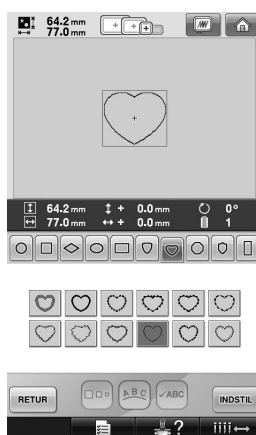 64.2 mm
77.0 mm
64.2 mm + 0.0 mm 0°
77.0 mm + 0.0 mm 1
RETUR ABC ✓ABC INDSTIL
?